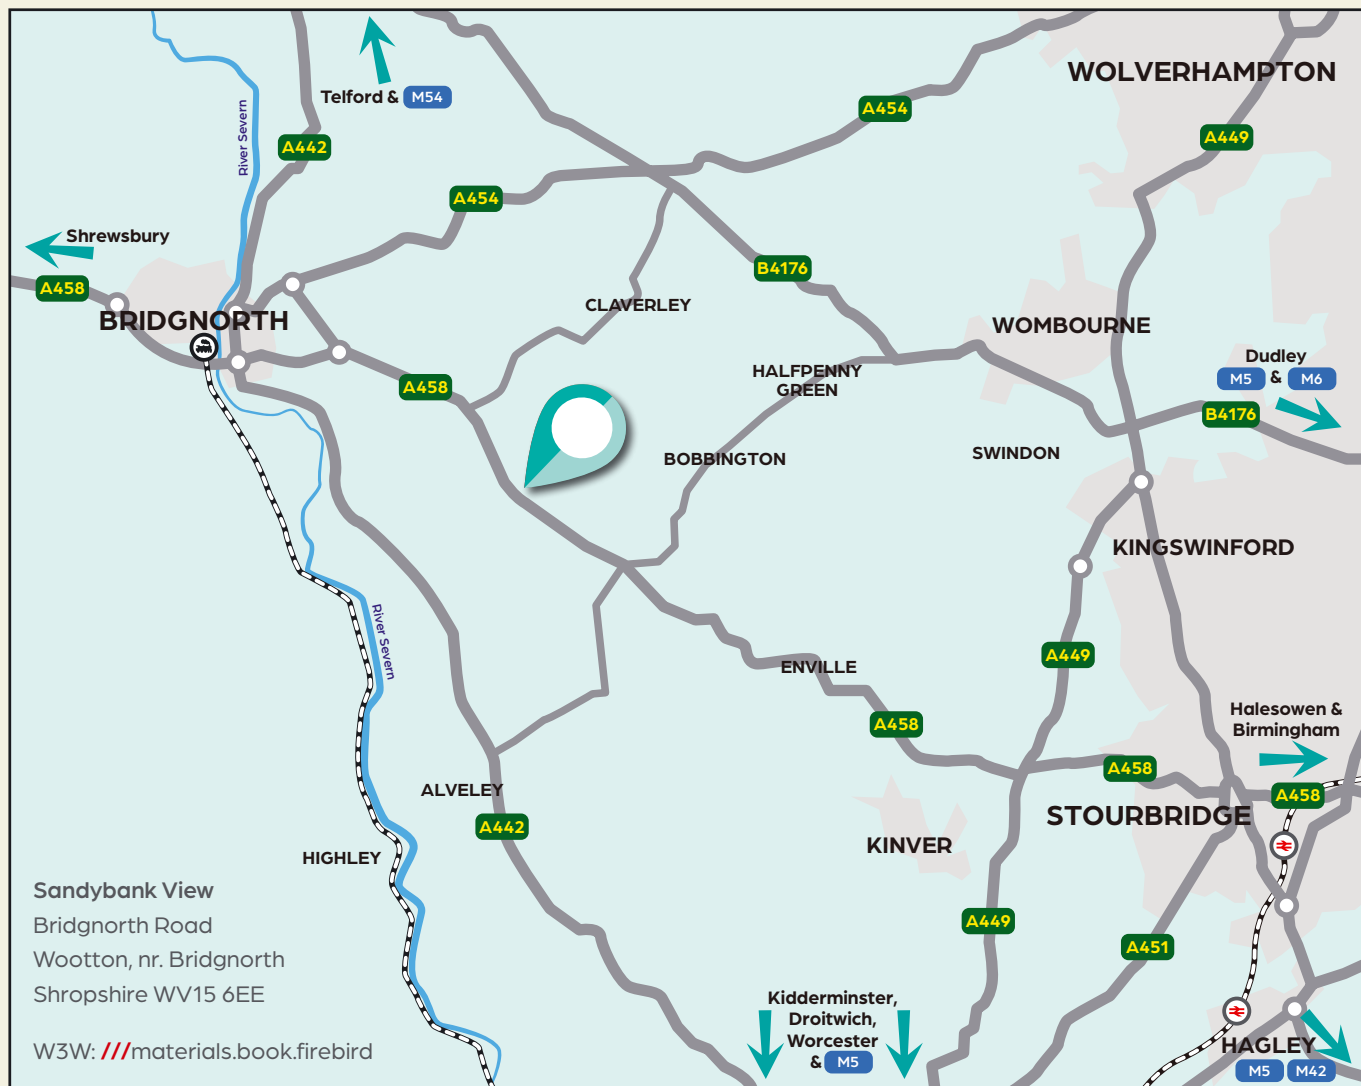 WOLVERHAMPTON
Telford & M54
A454
River Severn
A442
A449
A454
Shrewsbury
B4176
A458
CLAVERLEY
BRIDGNORTH
WOMBOURNE
Dudley
M5 & M6
HALFPENNY
GREEN
A458
B4176
BOBBINGTON
SWINDON
KINGSWINFORD
River Severn
A449
ENVILLE
Halesowen &
Birmingham
A458
A458
ALVELEY
A458
STOURBRIDGE
A442
KINVER
HIGHLEY
A449
A451
Sandybank View
Bridgnorth Road
Wootton, nr. Bridgnorth
Shropshire WV15 6EE
W3W: ///materials.book.firebird
Kidderminster,
Droitwich,
Worcester
& M5
HAGLEY
M5 M42